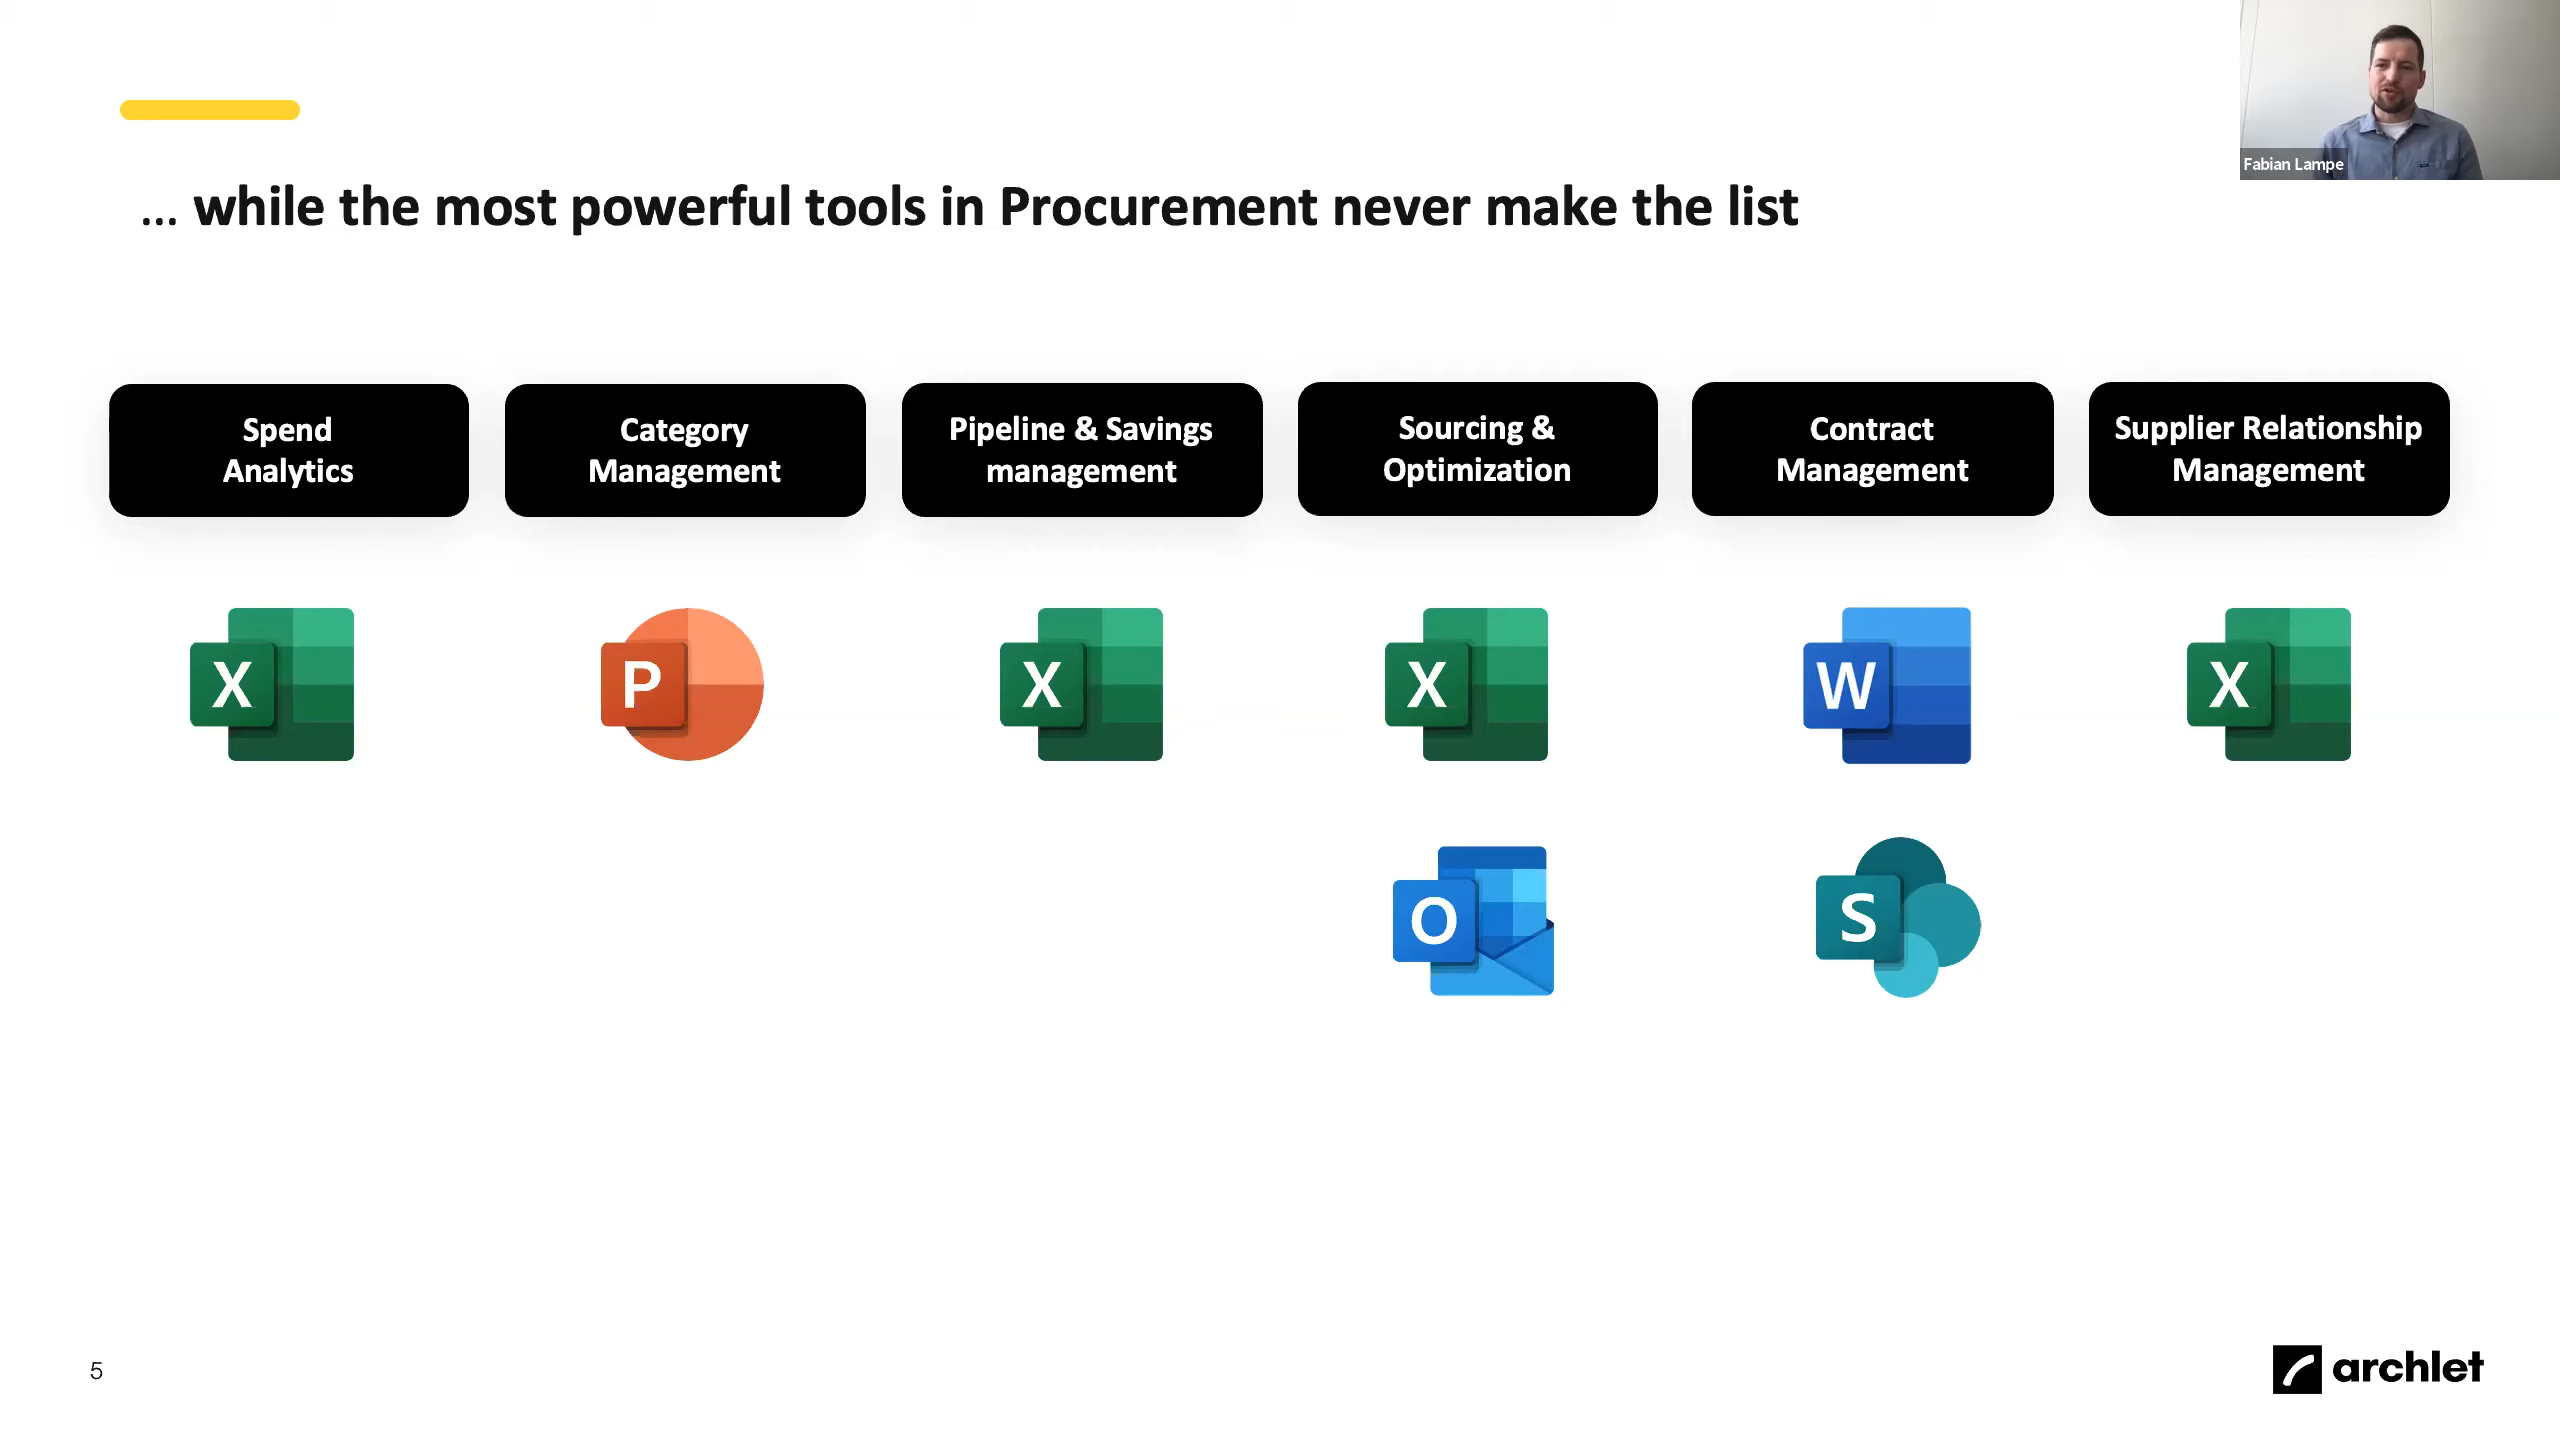 Fabian Lampe
... while the most powerful tools in Procurement never make the list
Spend
Analytics
Category
Management
Pipeline & Savings
management
Sourcing &
Optimization
Contract
Management
Supplier Relationship
Management
X
P
X
X
W
X
O
S
5
archlet